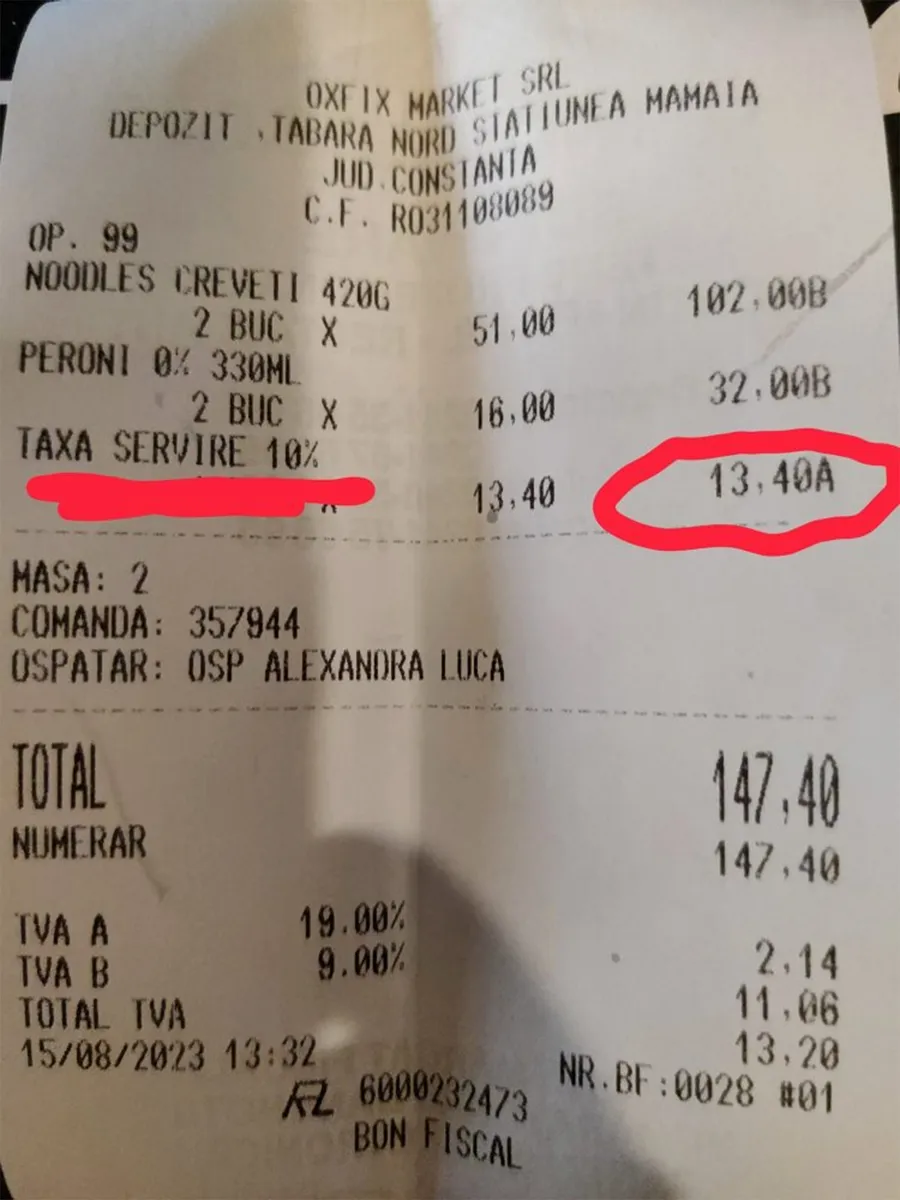 OXFIX MARKET SRL
DEPOZIT ,TABARA NORD STATIUNEA MAMAIA
JUD.CONSTANTA
C.F. RO31108089
OP. 99
NOODLES CREVETI 420G
2 BUC X 51,00 102,00B
PERONI 0% 330ML
2 BUC X 16,00 32,00B
TAXA SERVIRE 10%
X 13,40 13,40A
MASA: 2
COMANDA: 357944
OSPATAR: OSP ALEXANDRA LUCA
TOTAL 147,40
NUMERAR 147,40
TVA A 19.00% 2,14
TVA B 9.00% 11,06
TOTAL TVA 13,20
15/08/2023 13:32 NR.BF:0028 #01
6000232473
BON FISCAL